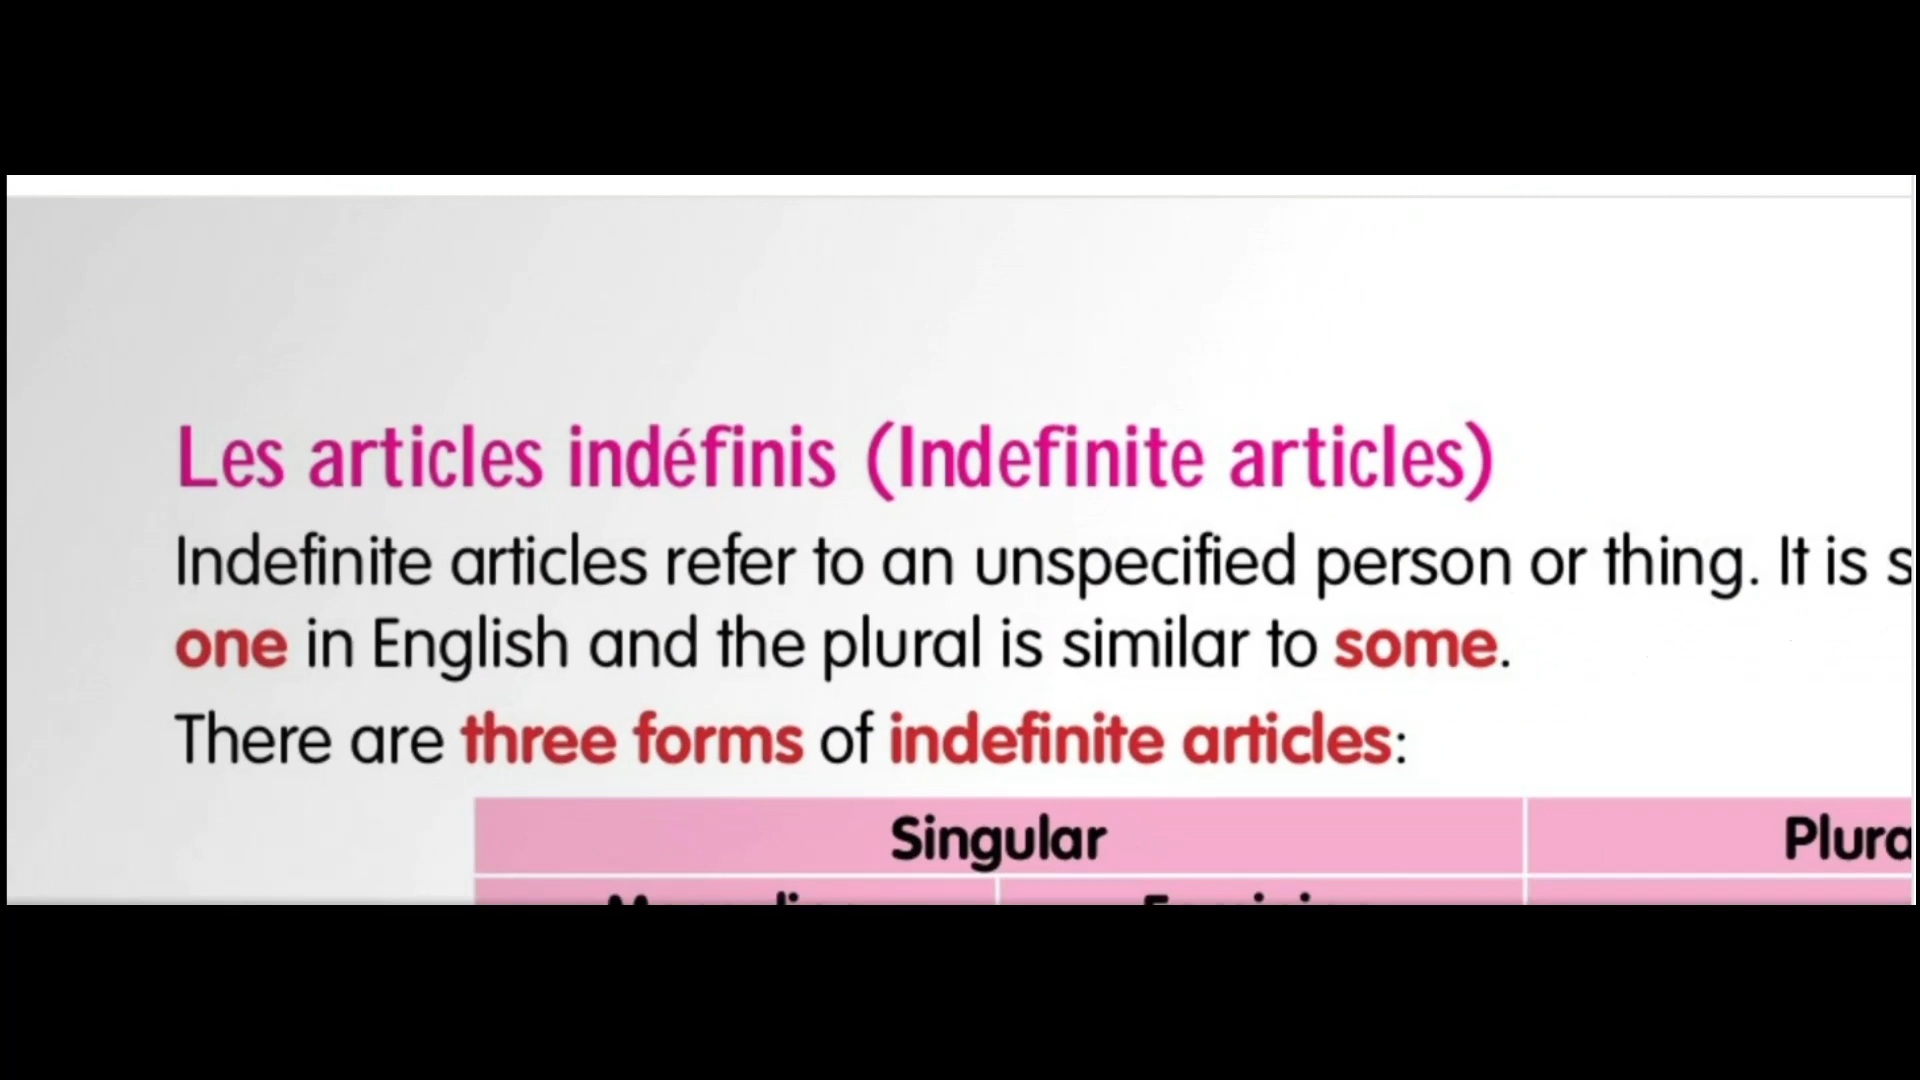 Les articles indéfinis (Indefinite articles)
Indefinite articles refer to an unspecified person or thing. It is
one in English and the plural is similar to some.
There are three forms of indefinite articles:
Singular